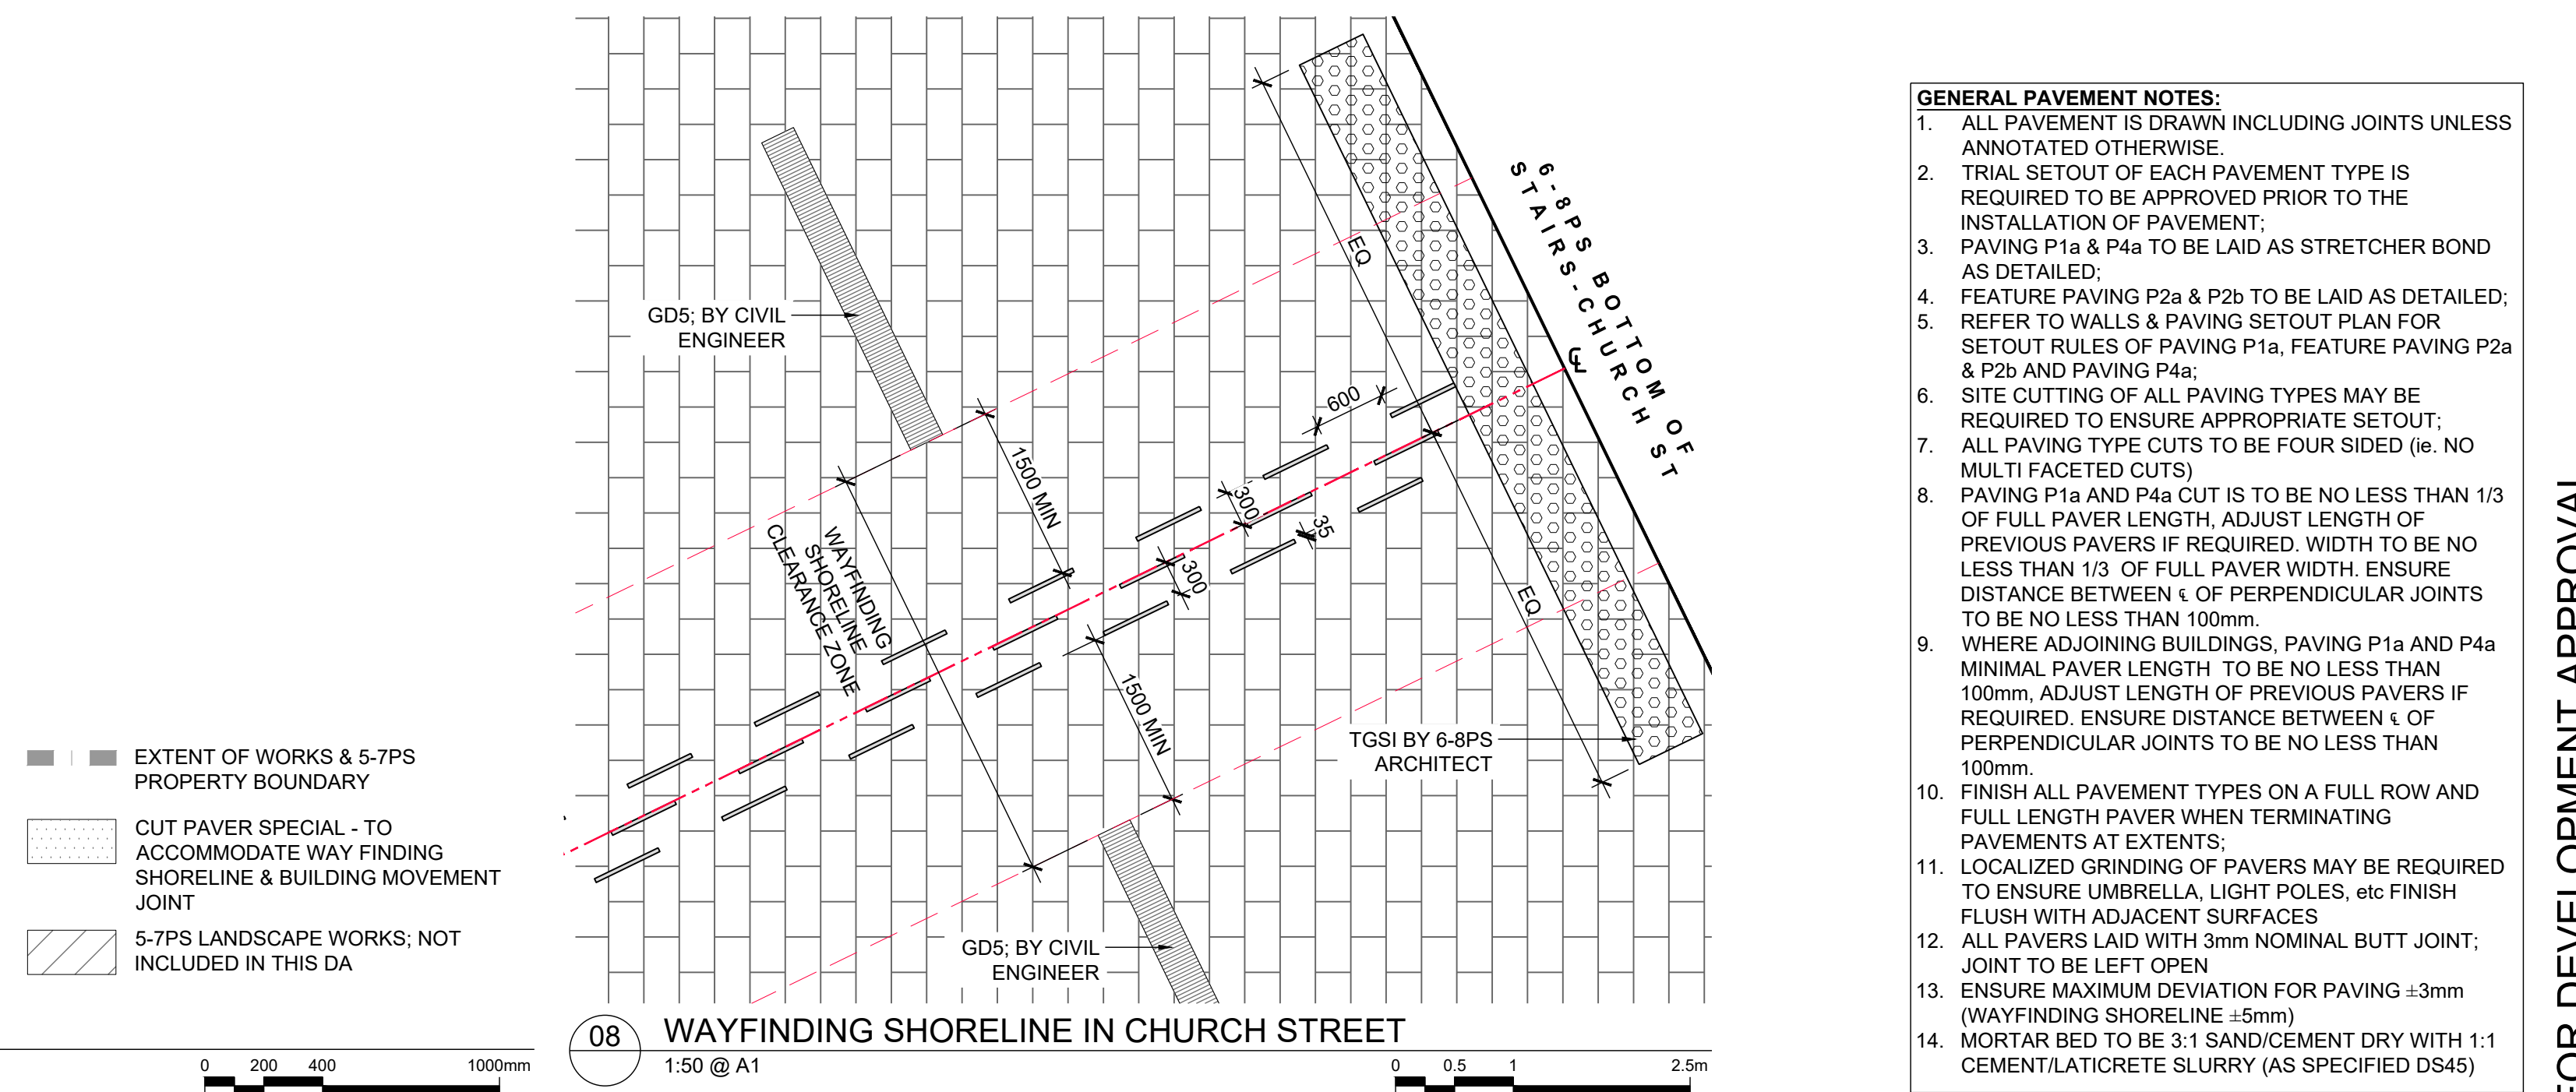 EXTENT OF WORKS & 5-7PS
PROPERTY BOUNDARY
CUT PAVER SPECIAL - TO
ACCOMMODATE WAY FINDING
SHORELINE & BUILDING MOVEMENT
JOINT
5-7PS LANDSCAPE WORKS; NOT
INCLUDED IN THIS DA
0 200 400 1000mm
GD5; BY CIVIL
ENGINEER
WAYFINDING
SHORELINE
CLEARANCE ZONE
1500 MIN
1500 MIN
600
300
300
35
EQ
EQ
6-8PS BOTTOM OF
STAIRS-CHURCH ST
℄
TGSI BY 6-8PS
ARCHITECT
GD5; BY CIVIL
ENGINEER
08
WAYFINDING SHORELINE IN CHURCH STREET
1:50 @ A1
0 0.5 1 2.5m
GENERAL PAVEMENT NOTES:
1. ALL PAVEMENT IS DRAWN INCLUDING JOINTS UNLESS
ANNOTATED OTHERWISE.
2. TRIAL SETOUT OF EACH PAVEMENT TYPE IS
REQUIRED TO BE APPROVED PRIOR TO THE
INSTALLATION OF PAVEMENT;
3. PAVING P1a & P4a TO BE LAID AS STRETCHER BOND
AS DETAILED;
4. FEATURE PAVING P2a & P2b TO BE LAID AS DETAILED;
5. REFER TO WALLS & PAVING SETOUT PLAN FOR
SETOUT RULES OF PAVING P1a, FEATURE PAVING P2a
& P2b AND PAVING P4a;
6. SITE CUTTING OF ALL PAVING TYPES MAY BE
REQUIRED TO ENSURE APPROPRIATE SETOUT;
7. ALL PAVING TYPE CUTS TO BE FOUR SIDED (ie. NO
MULTI FACETED CUTS)
8. PAVING P1a AND P4a CUT IS TO BE NO LESS THAN 1/3
OF FULL PAVER LENGTH, ADJUST LENGTH OF
PREVIOUS PAVERS IF REQUIRED. WIDTH TO BE NO
LESS THAN 1/3 OF FULL PAVER WIDTH. ENSURE
DISTANCE BETWEEN ℄ OF PERPENDICULAR JOINTS
TO BE NO LESS THAN 100mm.
9. WHERE ADJOINING BUILDINGS, PAVING P1a AND P4a
MINIMAL PAVER LENGTH TO BE NO LESS THAN
100mm, ADJUST LENGTH OF PREVIOUS PAVERS IF
REQUIRED. ENSURE DISTANCE BETWEEN ℄ OF
PERPENDICULAR JOINTS TO BE NO LESS THAN
100mm.
10. FINISH ALL PAVEMENT TYPES ON A FULL ROW AND
FULL LENGTH PAVER WHEN TERMINATING
PAVEMENTS AT EXTENTS;
11. LOCALIZED GRINDING OF PAVERS MAY BE REQUIRED
TO ENSURE UMBRELLA, LIGHT POLES, etc FINISH
FLUSH WITH ADJACENT SURFACES
12. ALL PAVERS LAID WITH 3mm NOMINAL BUTT JOINT;
JOINT TO BE LEFT OPEN
13. ENSURE MAXIMUM DEVIATION FOR PAVING ±3mm
(WAYFINDING SHORELINE ±5mm)
14. MORTAR BED TO BE 3:1 SAND/CEMENT DRY WITH 1:1
CEMENT/LATICRETE SLURRY (AS SPECIFIED DS45)
FOR DEVELOPMENT APPROVAL